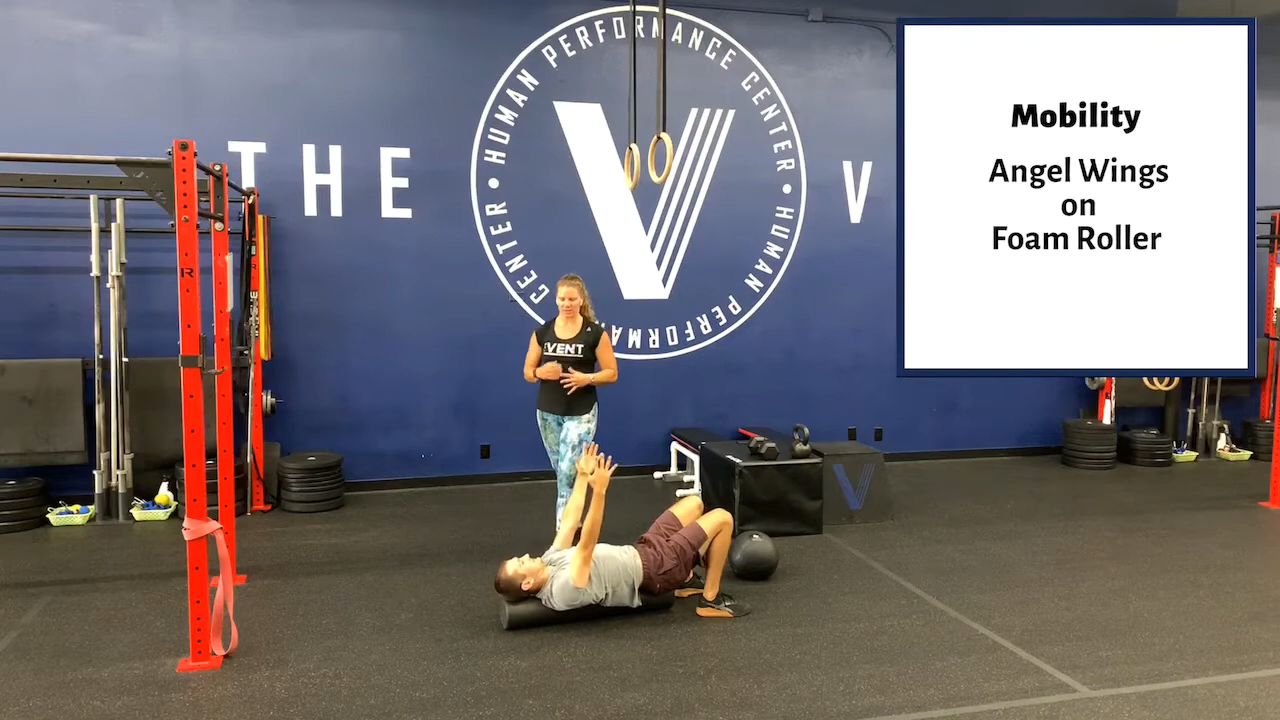 THE V
HUMAN PERFORMANCE CENTER • HUMAN PERFORMANCE CENTER •
V
VENT
Mobility
Angel Wings
on
Foam Roller